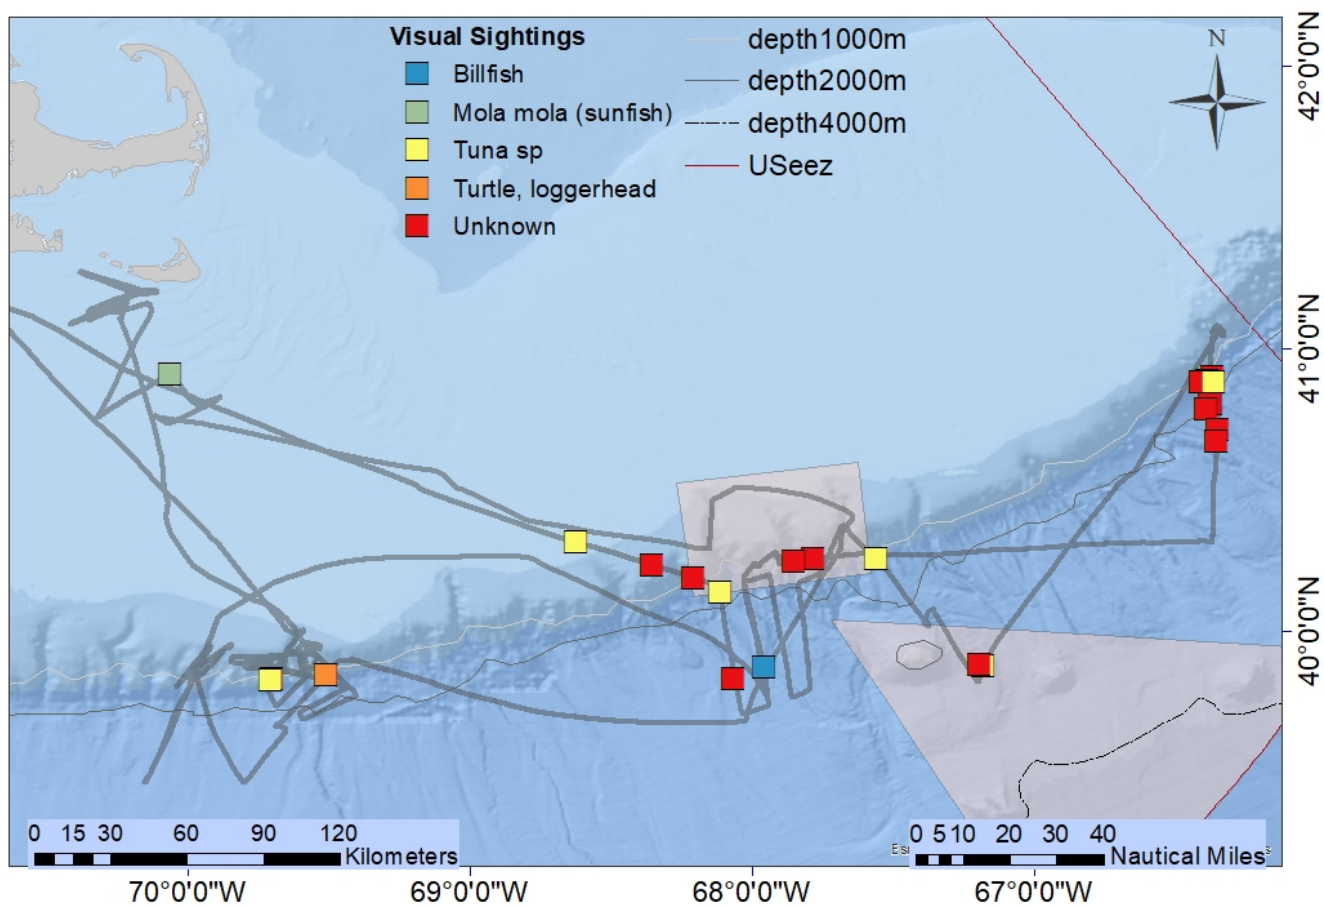 Visual Sightings
Billfish
Mola mola (sunfish)
Tuna sp
Turtle, loggerhead
Unknown
depth1000m
depth2000m
depth4000m
USeez
N
42°0'0"N
41°0'0"N
40°0'0"N
0 15 30 60 90 120
Kilometers
0 5 10 20 30 40
Nautical Miles
70°0'0"W
69°0'0"W
68°0'0"W
67°0'0"W